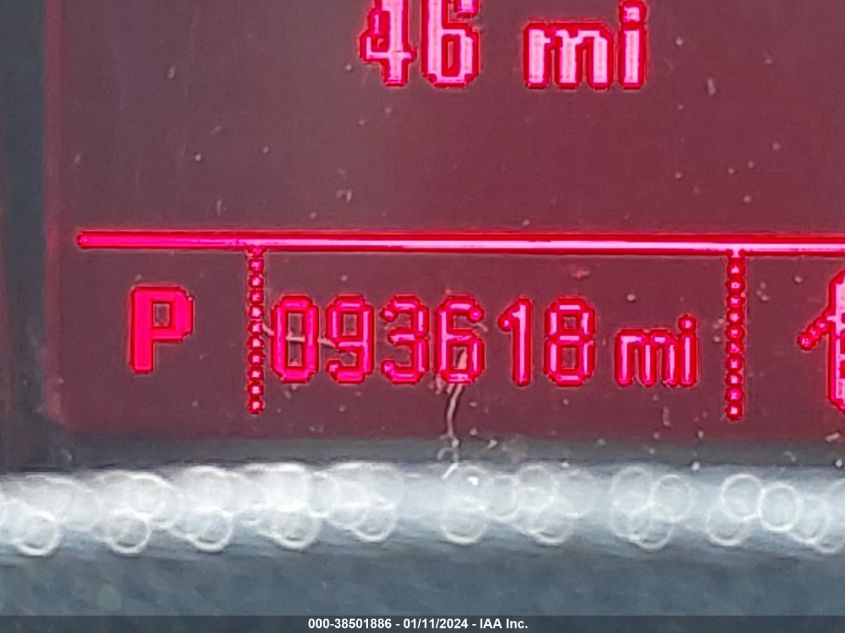 46 mi
P 093618 mi
000-38501886 - 01/11/2024 - IAA Inc.